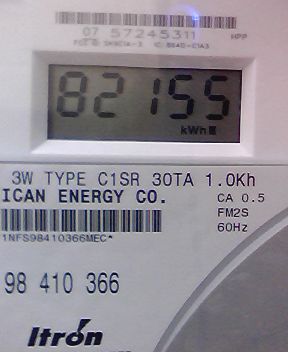 07 57245311 HPP
82155
kWh
3W TYPE C1SR 30TA 1.0Kh
ICAN ENERGY CO. CA 0.5
FM2S
60Hz
1NFS98410366MEC*
98 410 366
Itron